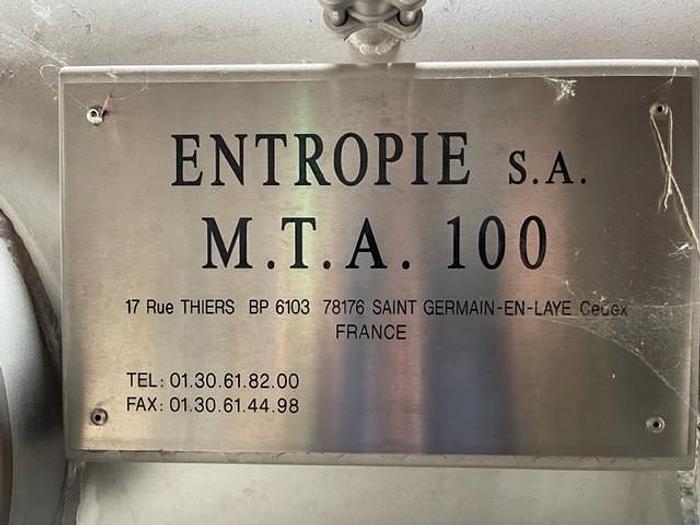 ENTROPIE S.A.
M.T.A. 100
17 Rue THIERS BP 6103 78176 SAINT GERMAIN-EN-LAYE Cedex
FRANCE
TEL: 01.30.61.82.00
FAX: 01.30.61.44.98